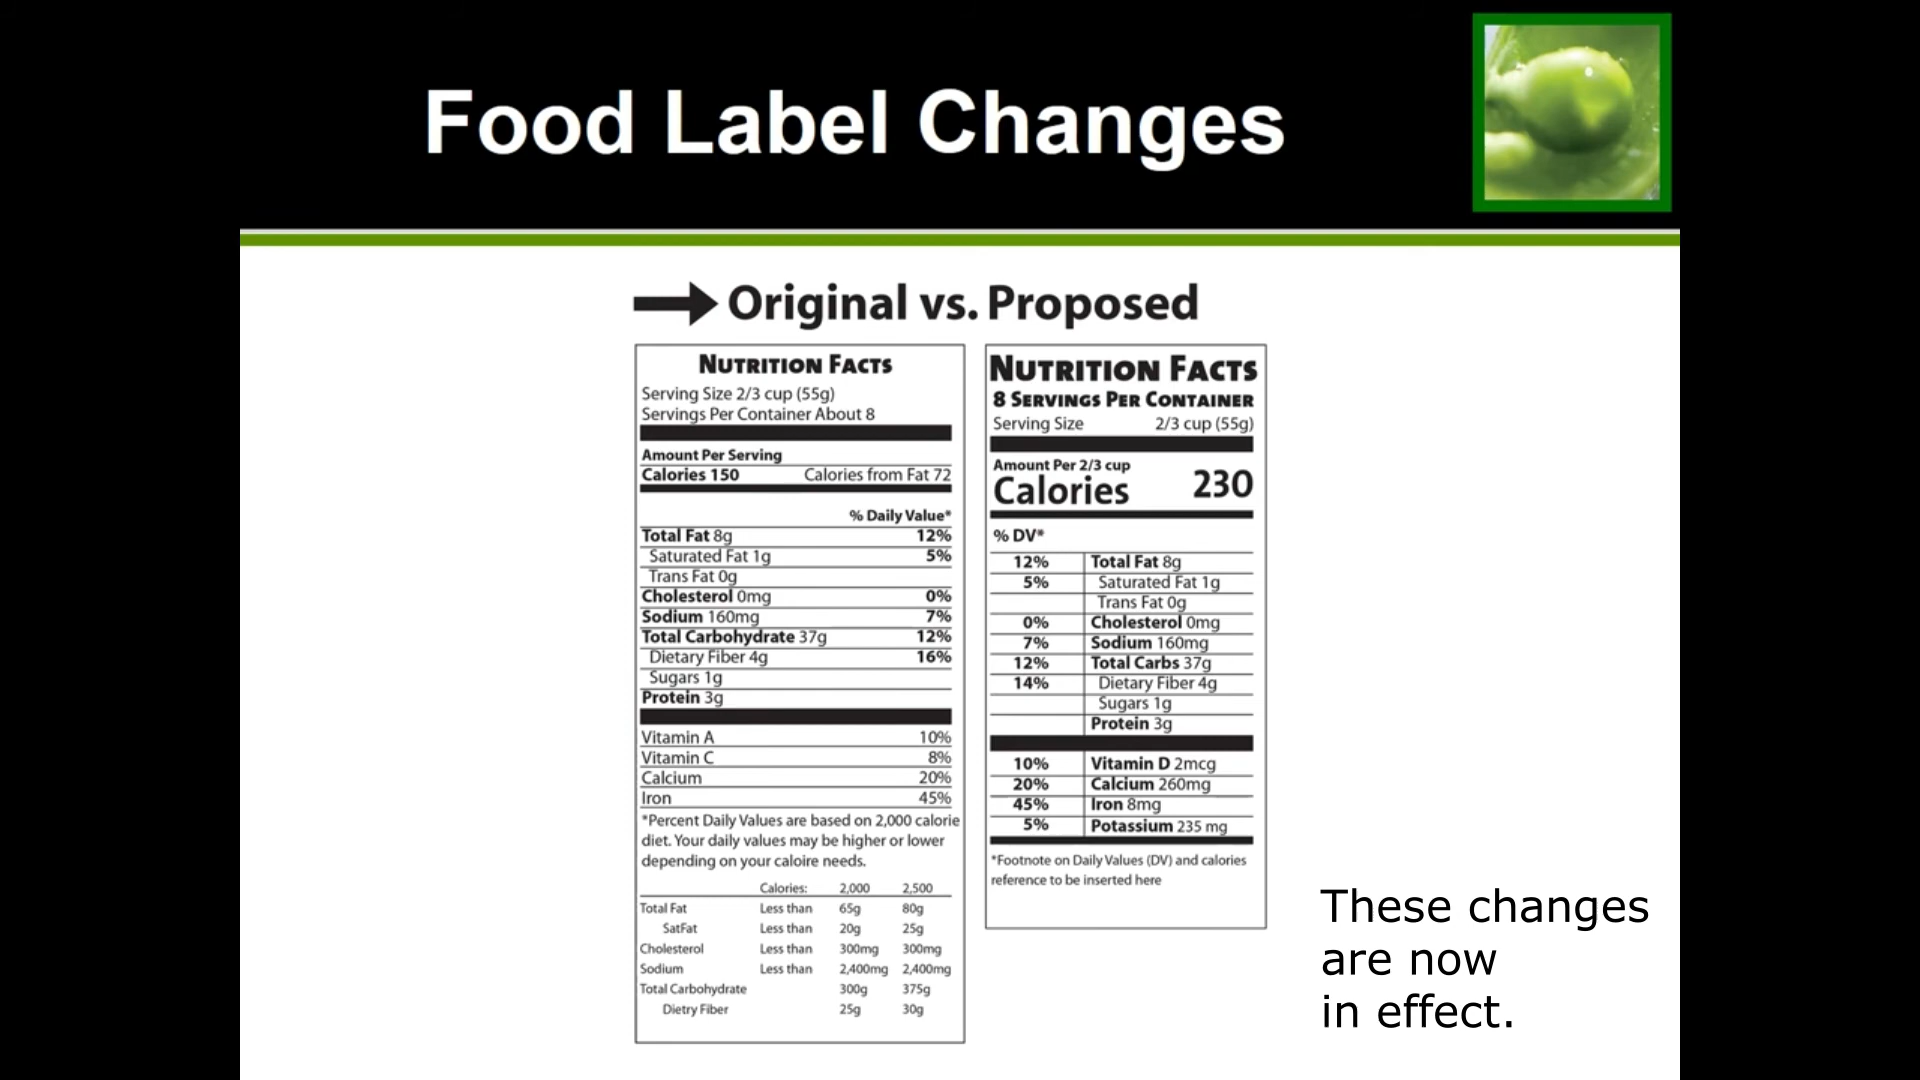 Food Label Changes
Original vs. Proposed
NUTRITION FACTS
Serving Size 2/3 cup (55g)
Servings Per Container About 8
Amount Per Serving
Calories 150 Calories from Fat 72
% Daily Value*
Total Fat 8g 12%
Saturated Fat 1g 5%
Trans Fat 0g
Cholesterol 0mg 0%
Sodium 160mg 7%
Total Carbohydrate 37g 12%
Dietary Fiber 4g 16%
Sugars 1g
Protein 3g
Vitamin A 10%
Vitamin C 8%
Calcium 20%
Iron 45%
*Percent Daily Values are based on 2,000 calorie
diet. Your daily values may be higher or lower
depending on your caloire needs.
Calories: 2,000 2,500
Total Fat Less than 65g 80g
SatFat Less than 20g 25g
Cholesterol Less than 300mg 300mg
Sodium Less than 2,400mg 2,400mg
Total Carbohydrate 300g 375g
Dietry Fiber 25g 30g
NUTRITION FACTS
8 SERVINGS PER CONTAINER
Serving Size 2/3 cup (55g)
Amount Per 2/3 cup
Calories 230
% DV*
12% Total Fat 8g
5% Saturated Fat 1g
Trans Fat 0g
0% Cholesterol 0mg
7% Sodium 160mg
12% Total Carbs 37g
14% Dietary Fiber 4g
Sugars 1g
Protein 3g
10% Vitamin D 2mcg
20% Calcium 260mg
45% Iron 8mg
5% Potassium 235 mg
*Footnote on Daily Values (DV) and calories
reference to be inserted here
These changes
are now
in effect.